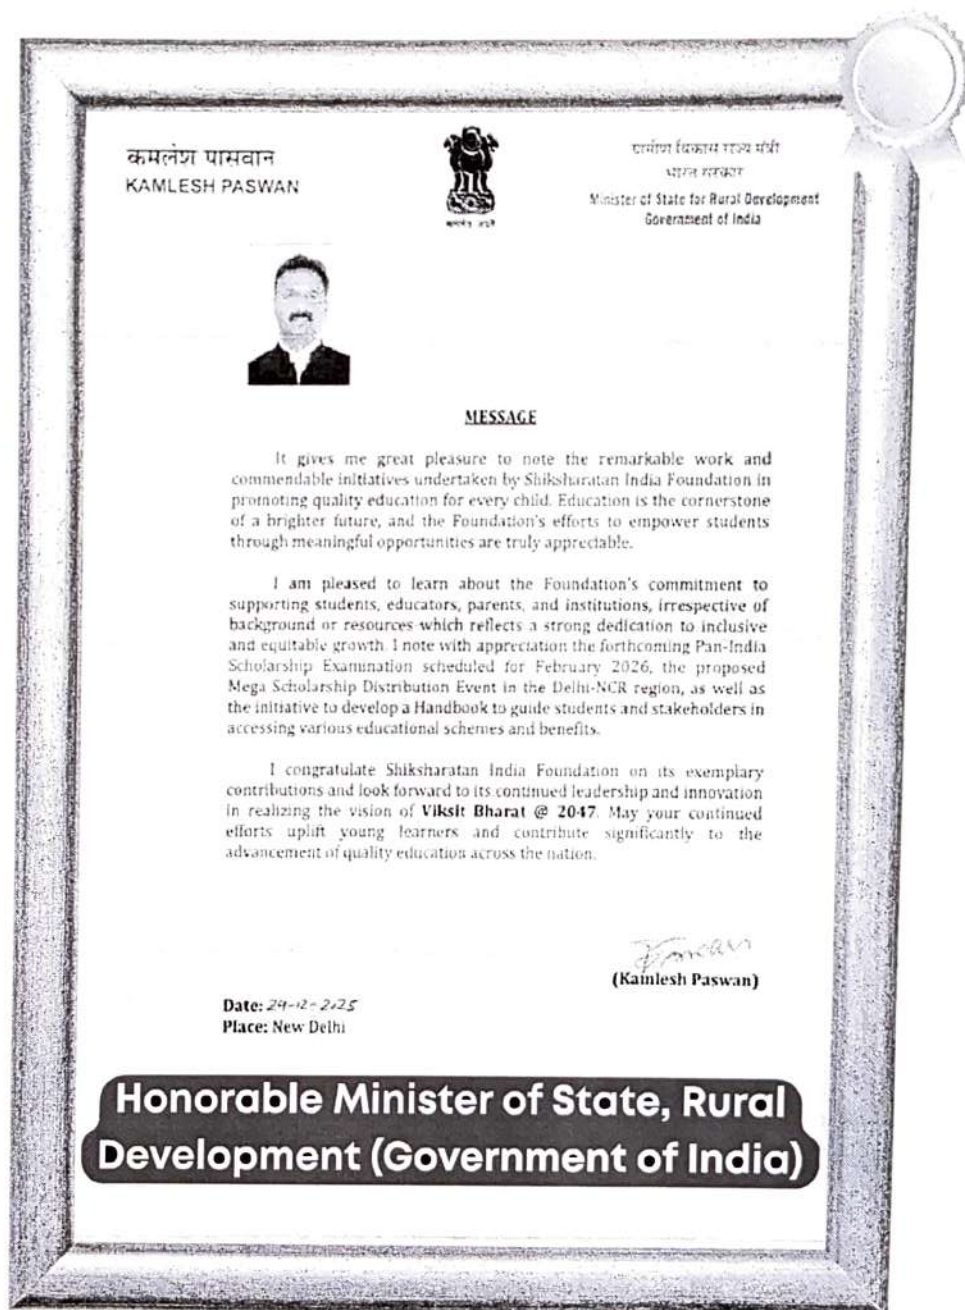 कमलेश पासवान
KAMLESH PASWAN
सत्यमेव जयते
ग्रामीण विकास राज्य मंत्री
भारत सरकार
Minister of State for Rural Development
Government of India
MESSAGE
It gives me great pleasure to note the remarkable work and
commendable initiatives undertaken by Shiksharatan India Foundation in
promoting quality education for every child. Education is the cornerstone
of a brighter future, and the Foundation's efforts to empower students
through meaningful opportunities are truly appreciable.
I am pleased to learn about the Foundation's commitment to
supporting students, educators, parents, and institutions, irrespective of
background or resources which reflects a strong dedication to inclusive
and equitable growth. I note with appreciation the forthcoming Pan-India
Scholarship Examination scheduled for February 2026, the proposed
Mega Scholarship Distribution Event in the Delhi-NCR region, as well as
the initiative to develop a Handbook to guide students and stakeholders in
accessing various educational schemes and benefits.
I congratulate Shiksharatan India Foundation on its exemplary
contributions and look forward to its continued leadership and innovation
in realizing the vision of Viksit Bharat @ 2047. May your continued
efforts uplift young learners and contribute significantly to the
advancement of quality education across the nation.
(Kamlesh Paswan)
Date: 29-12-2025
Place: New Delhi
Honorable Minister of State, Rural
Development (Government of India)